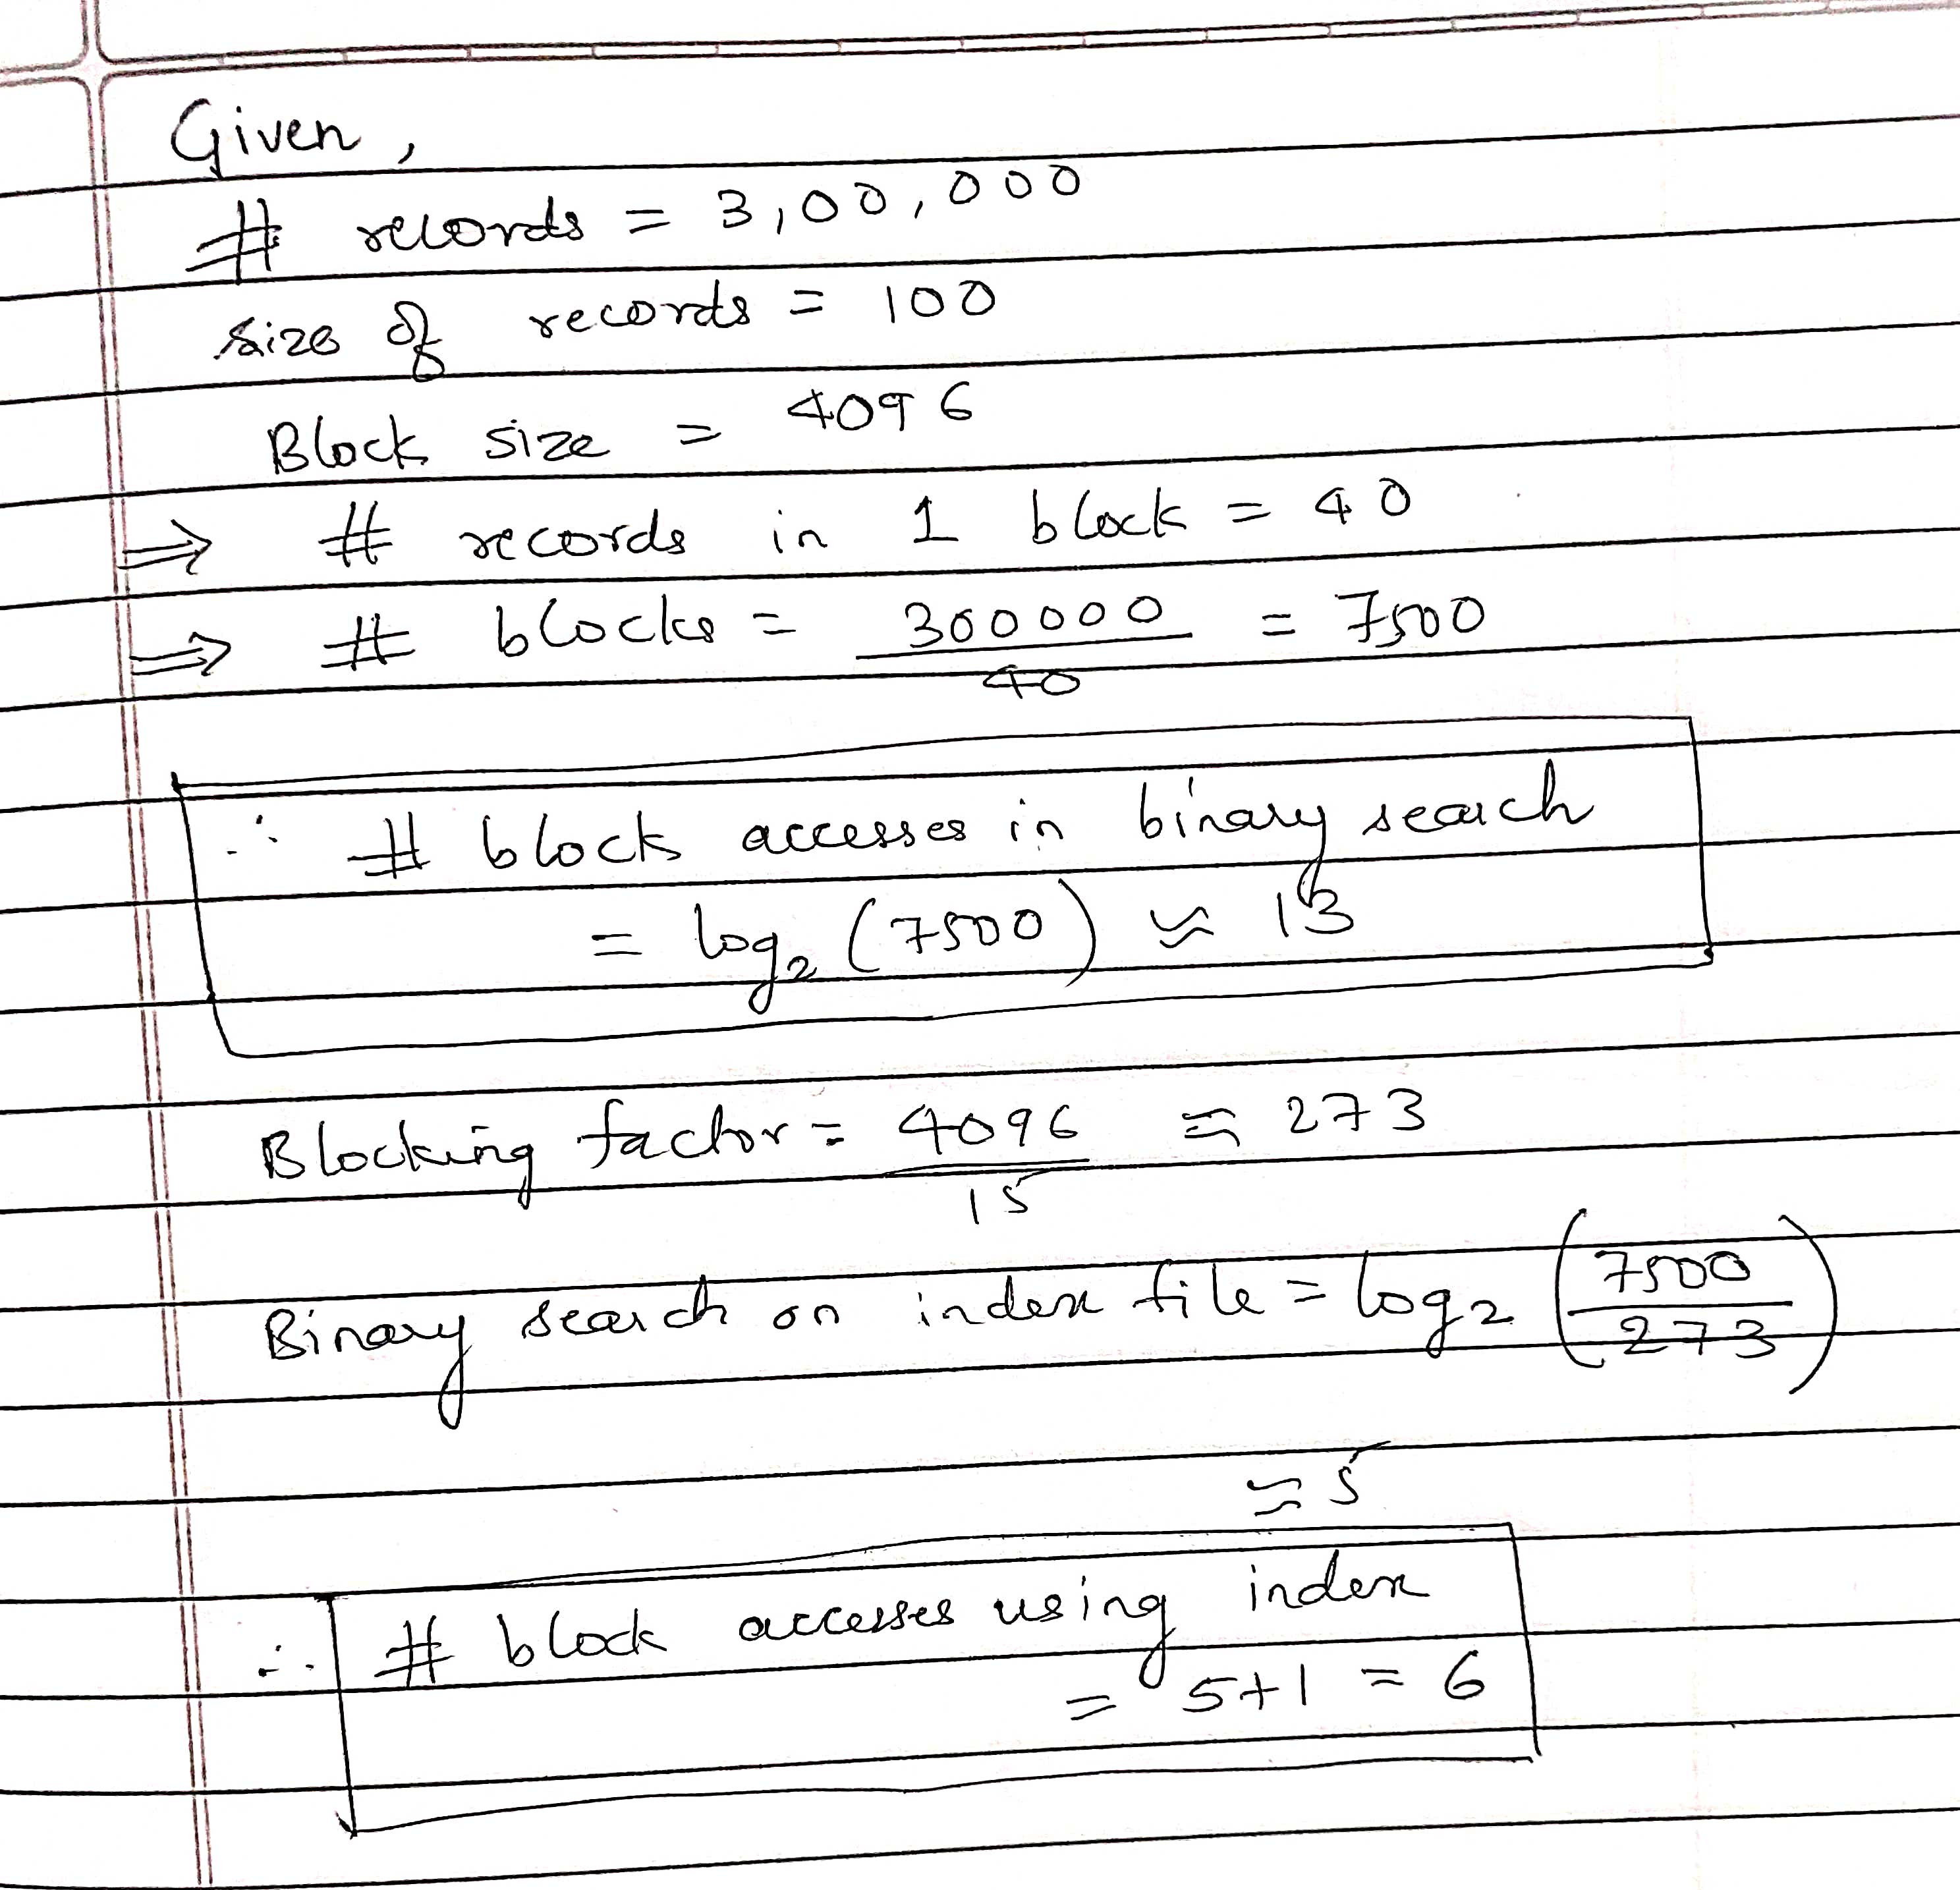 Given,
# records = 3,00,000
size of records = 100
Block size = 4096
⇒ # records in 1 block = 40
⇒ # blocks = 300000 / 40 = 7500
∴ # block accesses in binary search
= log₂ (7500) ≈ 13
Blocking factor = 4096 / 15 ≈ 273
Binary search on index file = log₂ (7500 / 273)
≈ 5
∴ # block accesses using index
= 5+1 = 6